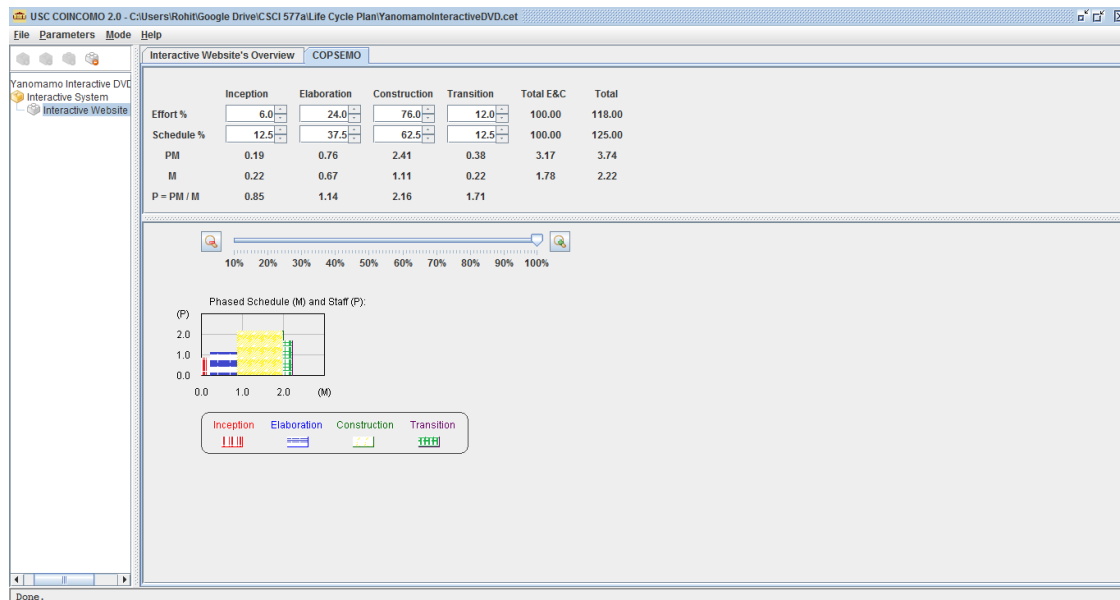 USC COINCOMO 2.0 - C:\Users\Rohit\Google Drive\CSCI 577a\Life Cycle Plan\YanomamoInteractiveDVD.cet
File Parameters Mode Help
Interactive Website's Overview COPSEMO
Yanomamo Interactive DVD
Interactive System
Interactive Website
Inception Elaboration Construction Transition Total E&C Total
Effort % 6.0 24.0 76.0 12.0 100.00 118.00
Schedule % 12.5 37.5 62.5 12.5 100.00 125.00
PM 0.19 0.76 2.41 0.38 3.17 3.74
M 0.22 0.67 1.11 0.22 1.78 2.22
P = PM / M 0.85 1.14 2.16 1.71
10% 20% 30% 40% 50% 60% 70% 80% 90% 100%
Phased Schedule (M) and Staff (P):
(P)
2.0
1.0
0.0
0.0 1.0 2.0 (M)
Inception Elaboration Construction Transition
Done.